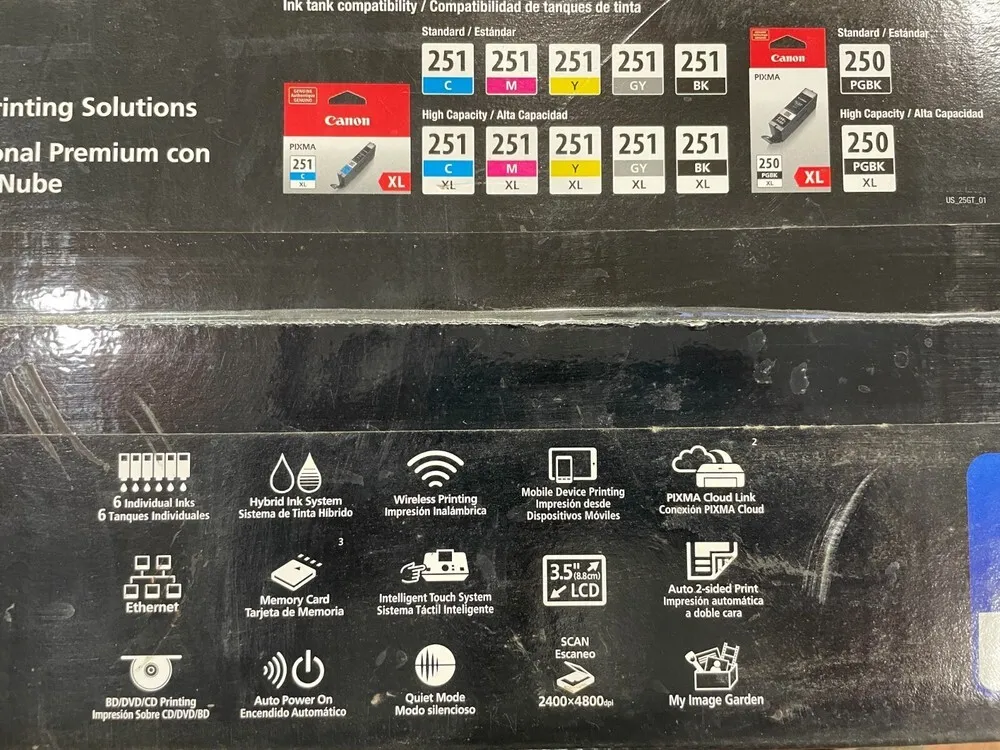 Ink tank compatibility / Compatibilidad de tanques de tinta
rinting Solutions
onal Premium con
Nube
Canon
PIXMA
251
C
XL
XL
Standard / Estándar
251 251 251 251 251
C M Y GY BK
High Capacity / Alta Capacidad
251 251 251 251 251
C M Y GY BK
XL XL XL XL XL
Canon
PIXMA
250
PGBK
XL
XL
Standard / Estándar
250
PGBK
High Capacity / Alta Capacidad
250
PGBK
XL
US_25GT_01
6 Individual Inks
6 Tanques Individuales
Hybrid Ink System
Sistema de Tinta Híbrido
Wireless Printing
Impresión Inalámbrica
Mobile Device Printing
Impresión desde
Dispositivos Móviles
2
PIXMA Cloud Link
Conexión PIXMA Cloud
Ethernet
3
Memory Card
Tarjeta de Memoria
Intelligent Touch System
Sistema Táctil Inteligente
3.5"
(8.8cm)
LCD
Auto 2-sided Print
Impresión automática
a doble cara
BD/DVD/CD Printing
Impresión Sobre CD/DVD/BD
Auto Power On
Encendido Automático
Quiet Mode
Modo silencioso
SCAN
Escaneo
2400×4800dpi
My Image Garden